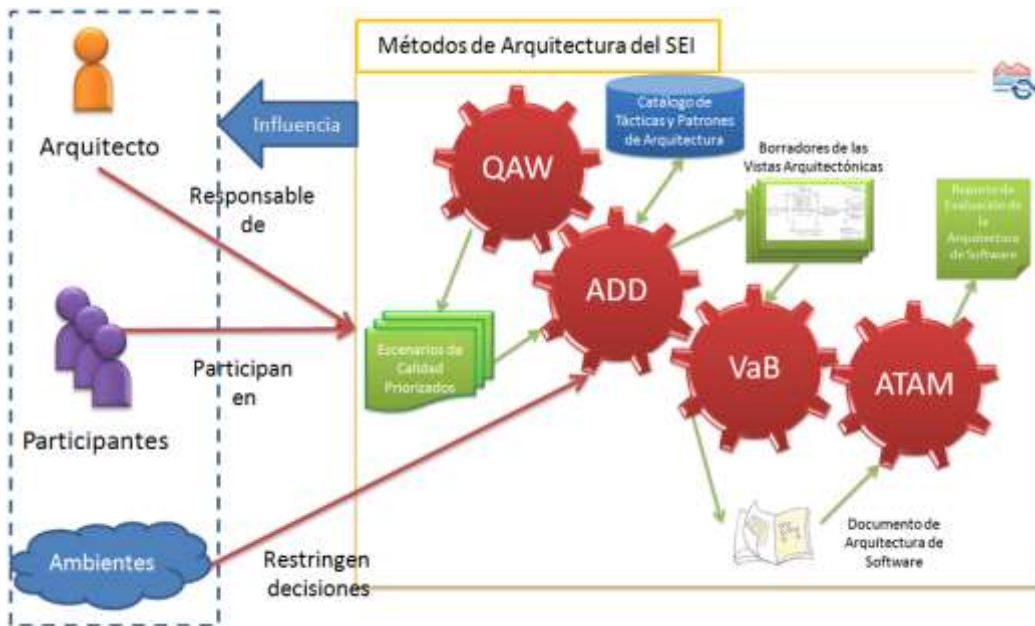 Métodos de Arquitectura del SEI
Arquitecto
Influencia
Responsable
de
QAW
Catálogo de
Tácticas y Patrones
de Arquitectura
Borradores de las
Vistas Arquitectónicas
Reporte de
Evaluación de
la
Arquitectura
de Software
ADD
Participantes
Participan
en
Escenarios de
Calidad
Priorizados
VaB
ATAM
Ambientes
Restringen
decisiones
Documento de
Arquitectura de
Software